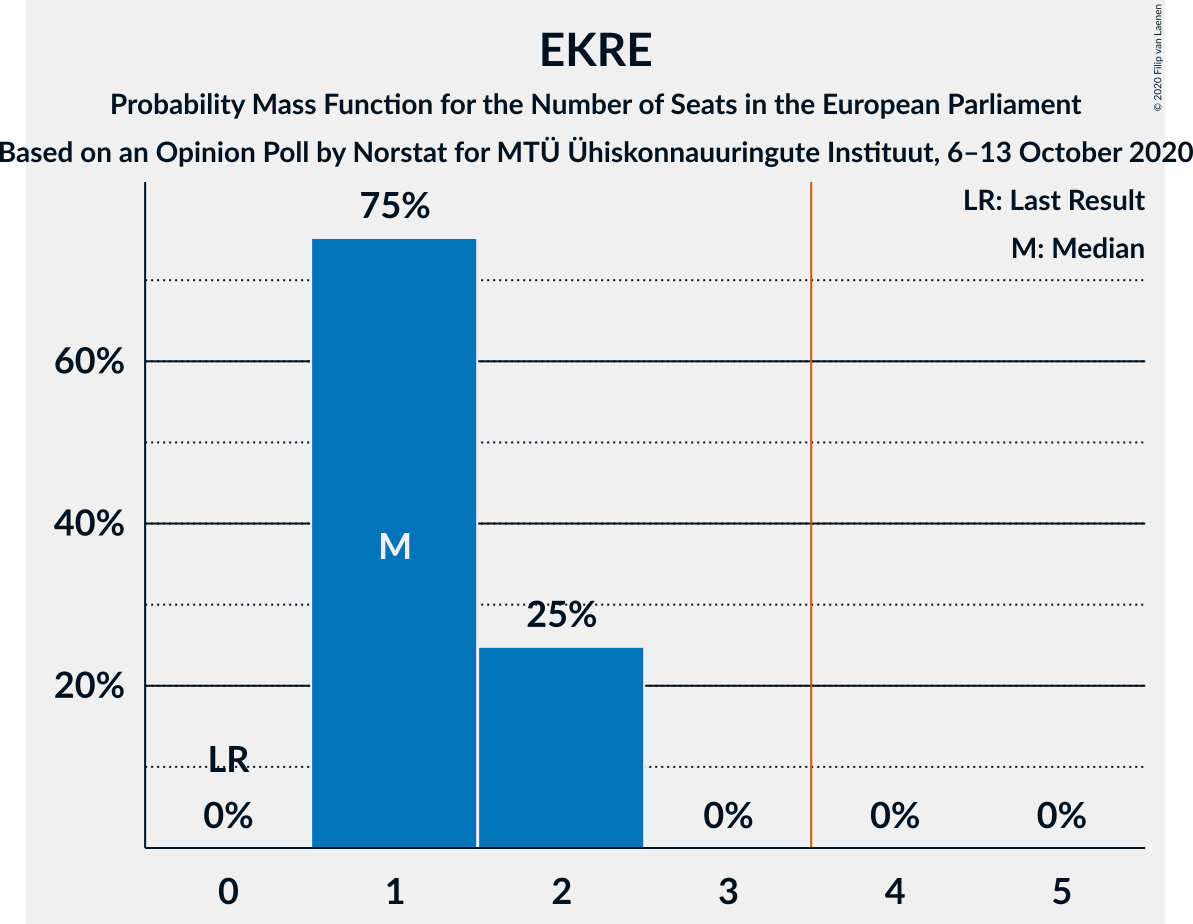 EKRE
Probability Mass Function for the Number of Seats in the European Parliament
Based on an Opinion Poll by Norstat for MTÜ Ühiskonnauuringute Instituut, 6–13 October 2020
© 2020 Filip van Laenen
LR: Last Result
M: Median
75%
60%
40%
M
25%
20%
LR
0%
0%
0%
0%
0 1 2 3 4 5